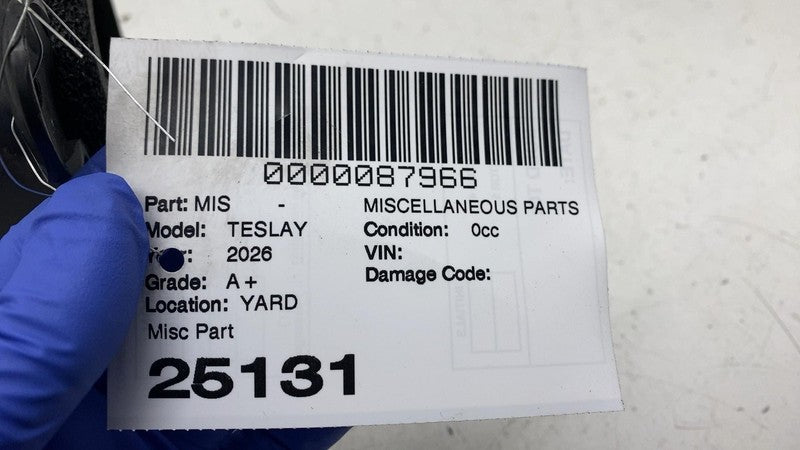 0000087966
Part: MIS - MISCELLANEOUS PARTS
Model: TESLAY Condition: 0cc
2026 VIN:
Grade: A+ Damage Code:
Location: YARD
Misc Part
25131